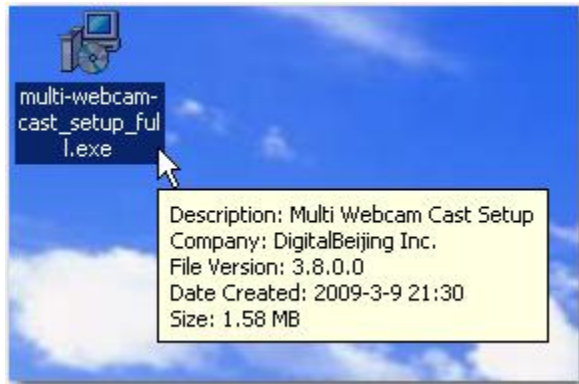 multi-webcam-
cast_setup_ful
l.exe
Description: Multi Webcam Cast Setup
Company: DigitalBeijing Inc.
File Version: 3.8.0.0
Date Created: 2009-3-9 21:30
Size: 1.58 MB